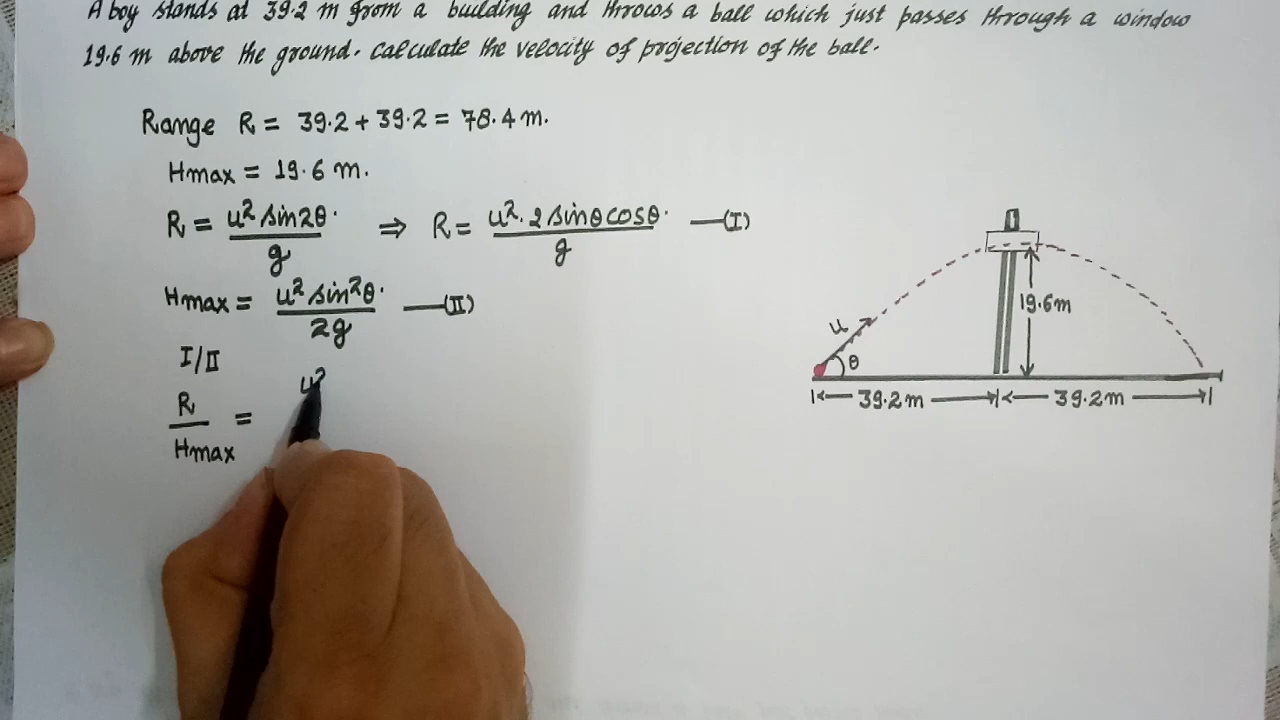 A boy stands at 39.2 m from a building and throws a ball which just passes through a window
19.6 m above the ground. Calculate the velocity of projection of the ball.
Range R = 39.2 + 39.2 = 78.4 m.
Hmax = 19.6 m.
R = u² sin2θ / g ⇒ R = u². 2 sinθ cosθ / g —(I)
Hmax = u² sin²θ / 2g —(II)
I/II
R / Hmax = u²
u
θ
19.6m
39.2m
39.2m